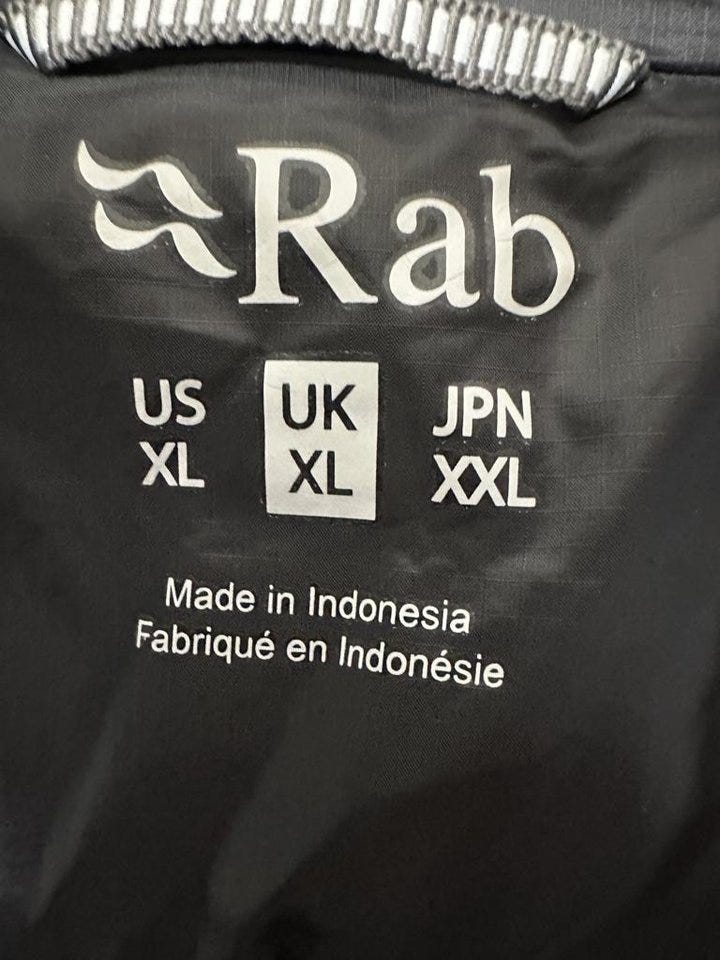 Rab
US UK JPN
XL XL XXL
Made in Indonesia
Fabriqué en Indonésie